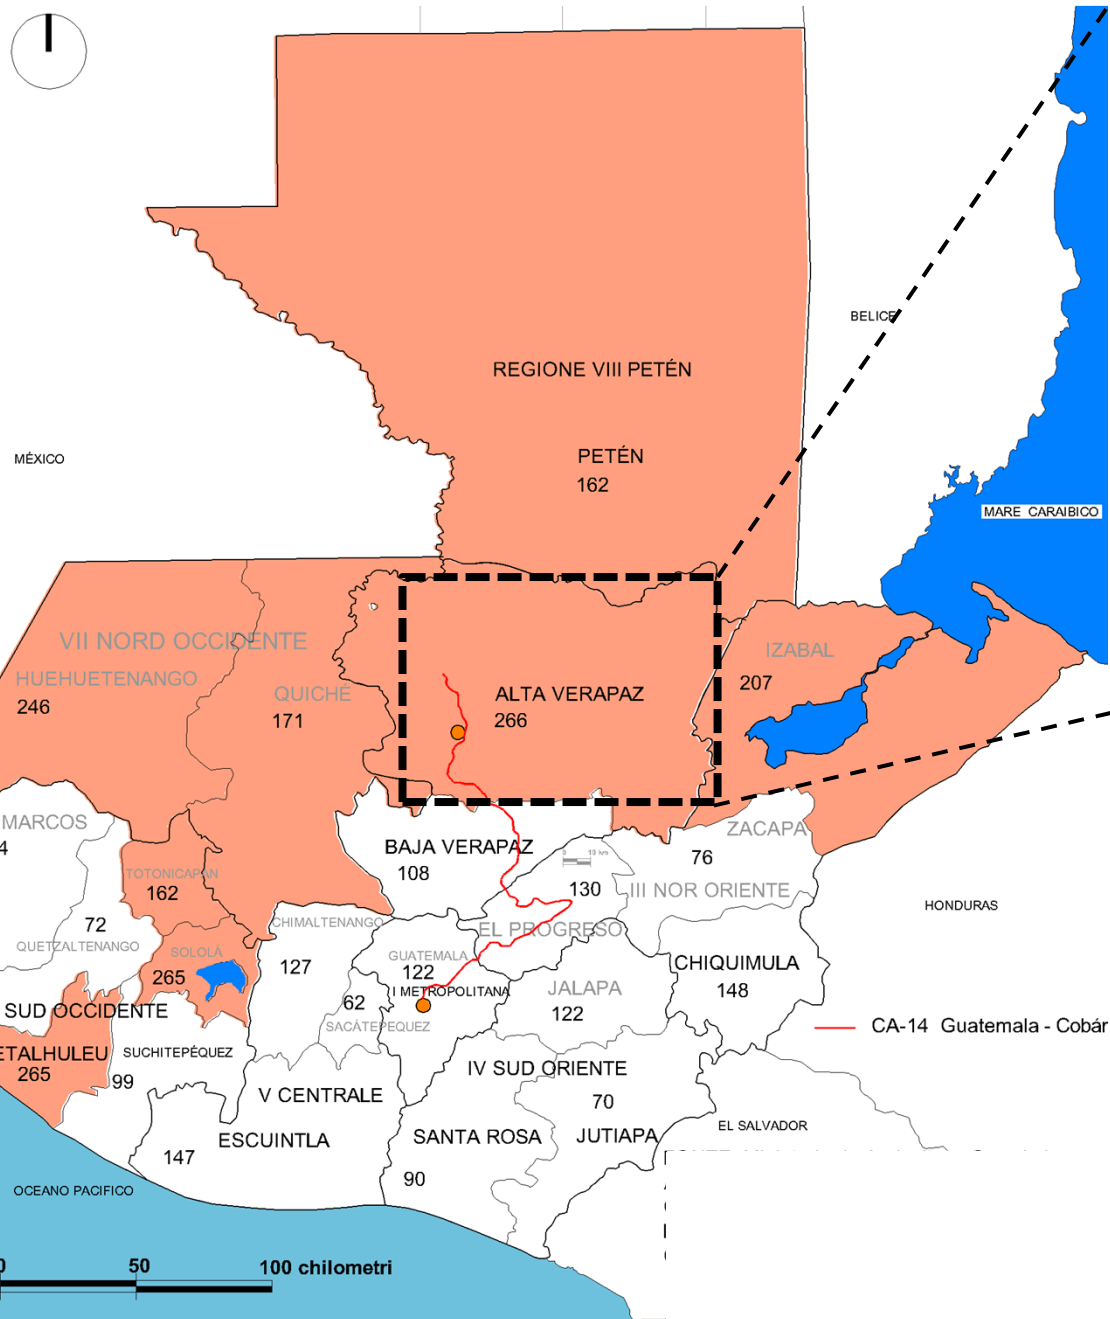 BELICE
REGIONE VIII PETÉN
MÉXICO
PETÉN
162
MARE CARAIBICO
VII NORD OCCIDENTE
IZABAL
HUEHUETENANGO
207
246
QUICHÉ
171
ALTA VERAPAZ
266
MARCOS
4
ZACAPA
76
BAJA VERAPAZ
108
TOTONICAPÁN
162
130
III NOR ORIENTE
HONDURAS
72
QUETZALTENANGO
CHIMALTENANGO
EL PROGRESO
SOLOLÁ
265
127
GUATEMALA
122
CHIQUIMULA
148
I METROPOLITANA
JALAPA
122
62
SACÁTEPEQUEZ
SUD OCCIDENTE
CA-14 Guatemala - Cobár
ETALHULEU
265
SUCHITEPÉQUEZ
99
IV SUD ORIENTE
70
V CENTRALE
EL SALVADOR
ESCUINTLA
147
SANTA ROSA
90
JUTIAPA
OCEANO PACIFICO
0 50 100 chilometri